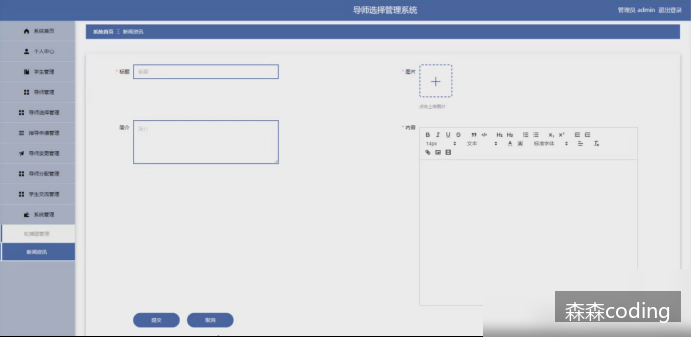 导师选择管理系统
管理员 admin 退出登录
系统首页
个人中心
学生管理
导师管理
导师选择管理
指导申请管理
导师变更管理
导师分配管理
学生交流管理
系统管理
轮播图管理
新闻资讯
系统首页 新闻资讯
* 标题
标题
* 图片
点击上传图片
简介
简介
* 内容
B I U S H₁ H₂ x₂ x²
14px 文本 标准字体
提交 取消
森森coding